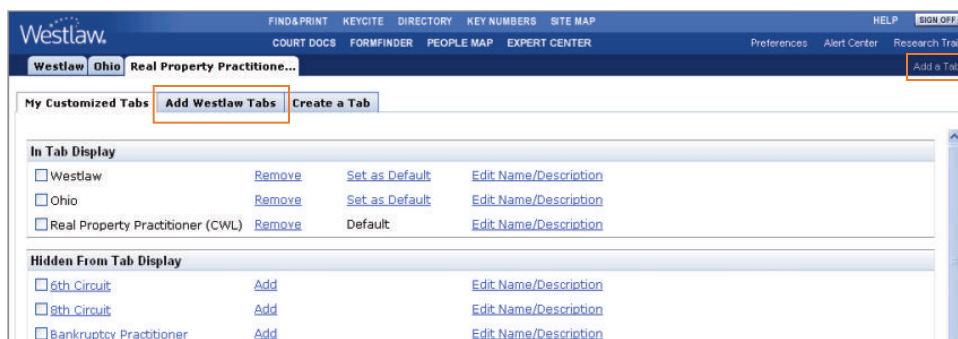 FIND&PRINT KEYCITE DIRECTORY KEY NUMBERS SITE MAP HELP SIGN OFF
Westlaw.
COURT DOCS FORMFINDER PEOPLE MAP EXPERT CENTER Preferences Alert Center Research Trai
Westlaw Ohio Real Property Practitione... Add a Tab
My Customized Tabs Add Westlaw Tabs Create a Tab
In Tab Display
Westlaw Remove Set as Default Edit Name/Description
Ohio Remove Set as Default Edit Name/Description
Real Property Practitioner (CWL) Remove Default Edit Name/Description
Hidden From Tab Display
6th Circuit Add Edit Name/Description
8th Circuit Add Edit Name/Description
Bankruptcy Practitioner Add Edit Name/Description